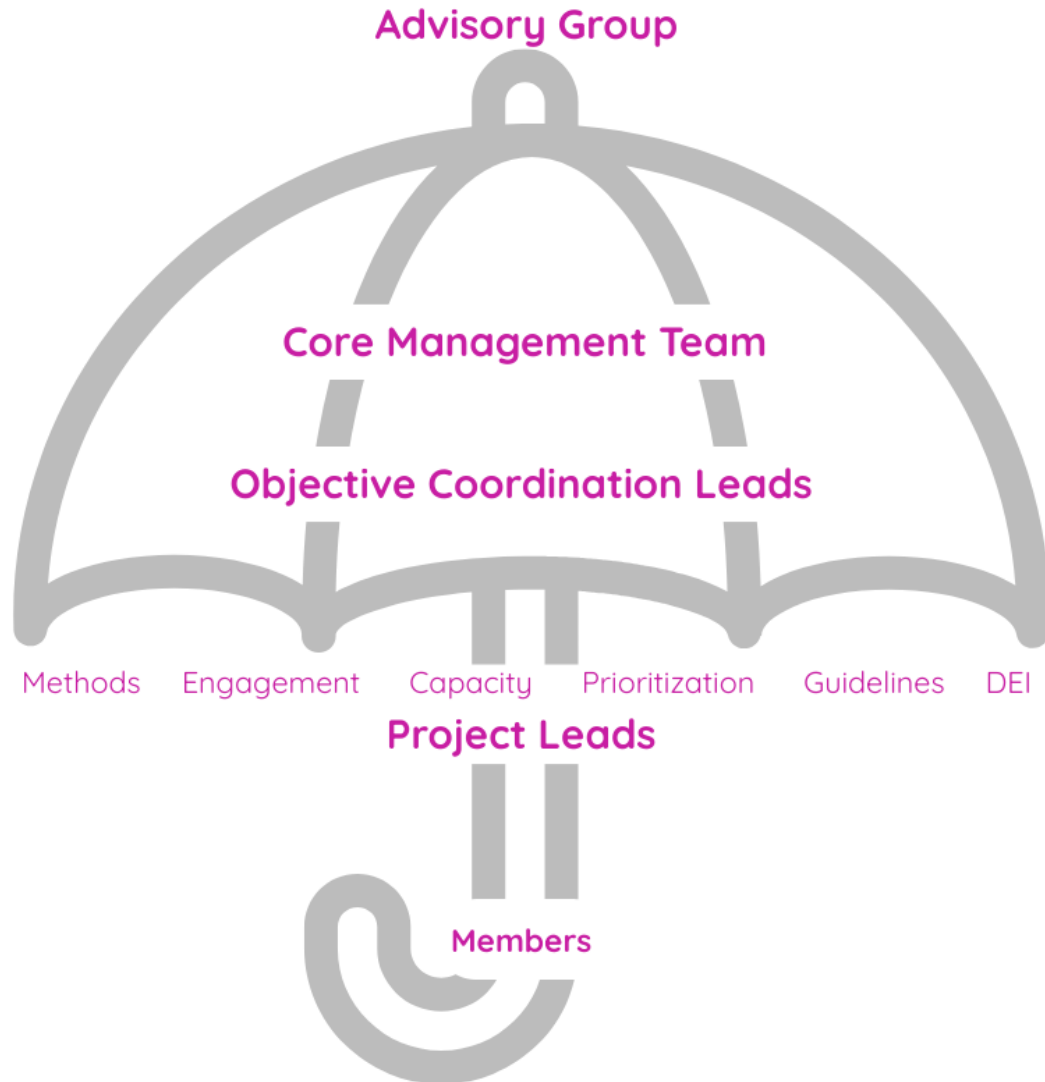 Advisory Group
Core Management Team
Objective Coordination Leads
Methods Engagement Capacity Prioritization Guidelines DEI
Project Leads
Members